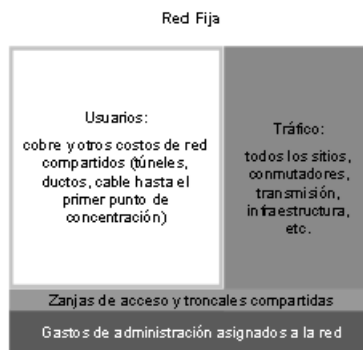 Red Fija
Usuarios:
cobre y otros costos de red
compartidos (túneles,
ductos, cable hasta el
primer punto de
concentración)
Tráfico:
todos los sitios,
conmutadores,
transmisión,
infraestructura,
etc.
Zanjas de acceso y troncales compartidas
Gastos de administración asignados a la red